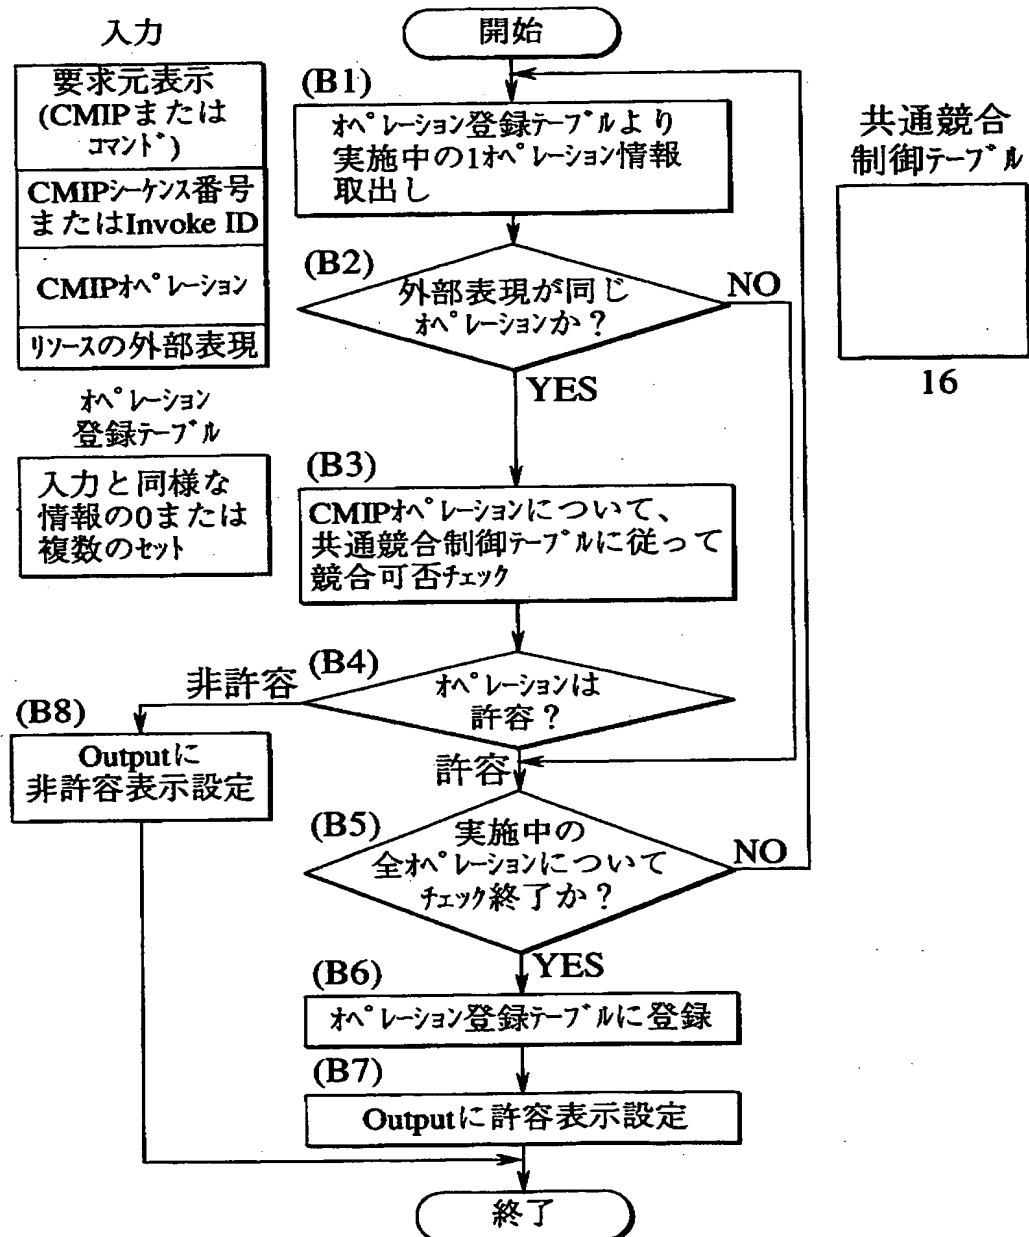 入力
要求元表示
(CMIPまたは
コマンド)
CMIPシーケンス番号
またはInvoke ID
CMIPオペレーション
リソースの外部表現
オペレーション
登録テーブル
入力と同様な
情報の0または
複数のセット
開始
(B1)
オペレーション登録テーブルより
実施中の1オペレーション情報
取出し
(B2)
外部表現が同じ
オペレーションか?
NO
YES
(B3)
CMIPオペレーションについて、
共通競合制御テーブルに従って
競合可否チェック
(B4)
オペレーションは
許容?
非許容
(B8)
Outputに
非許容表示設定
許容
(B5)
実施中の
全オペレーションについて
チェック終了か?
NO
YES
(B6)
オペレーション登録テーブルに登録
(B7)
Outputに許容表示設定
終了
共通競合
制御テーブル
16